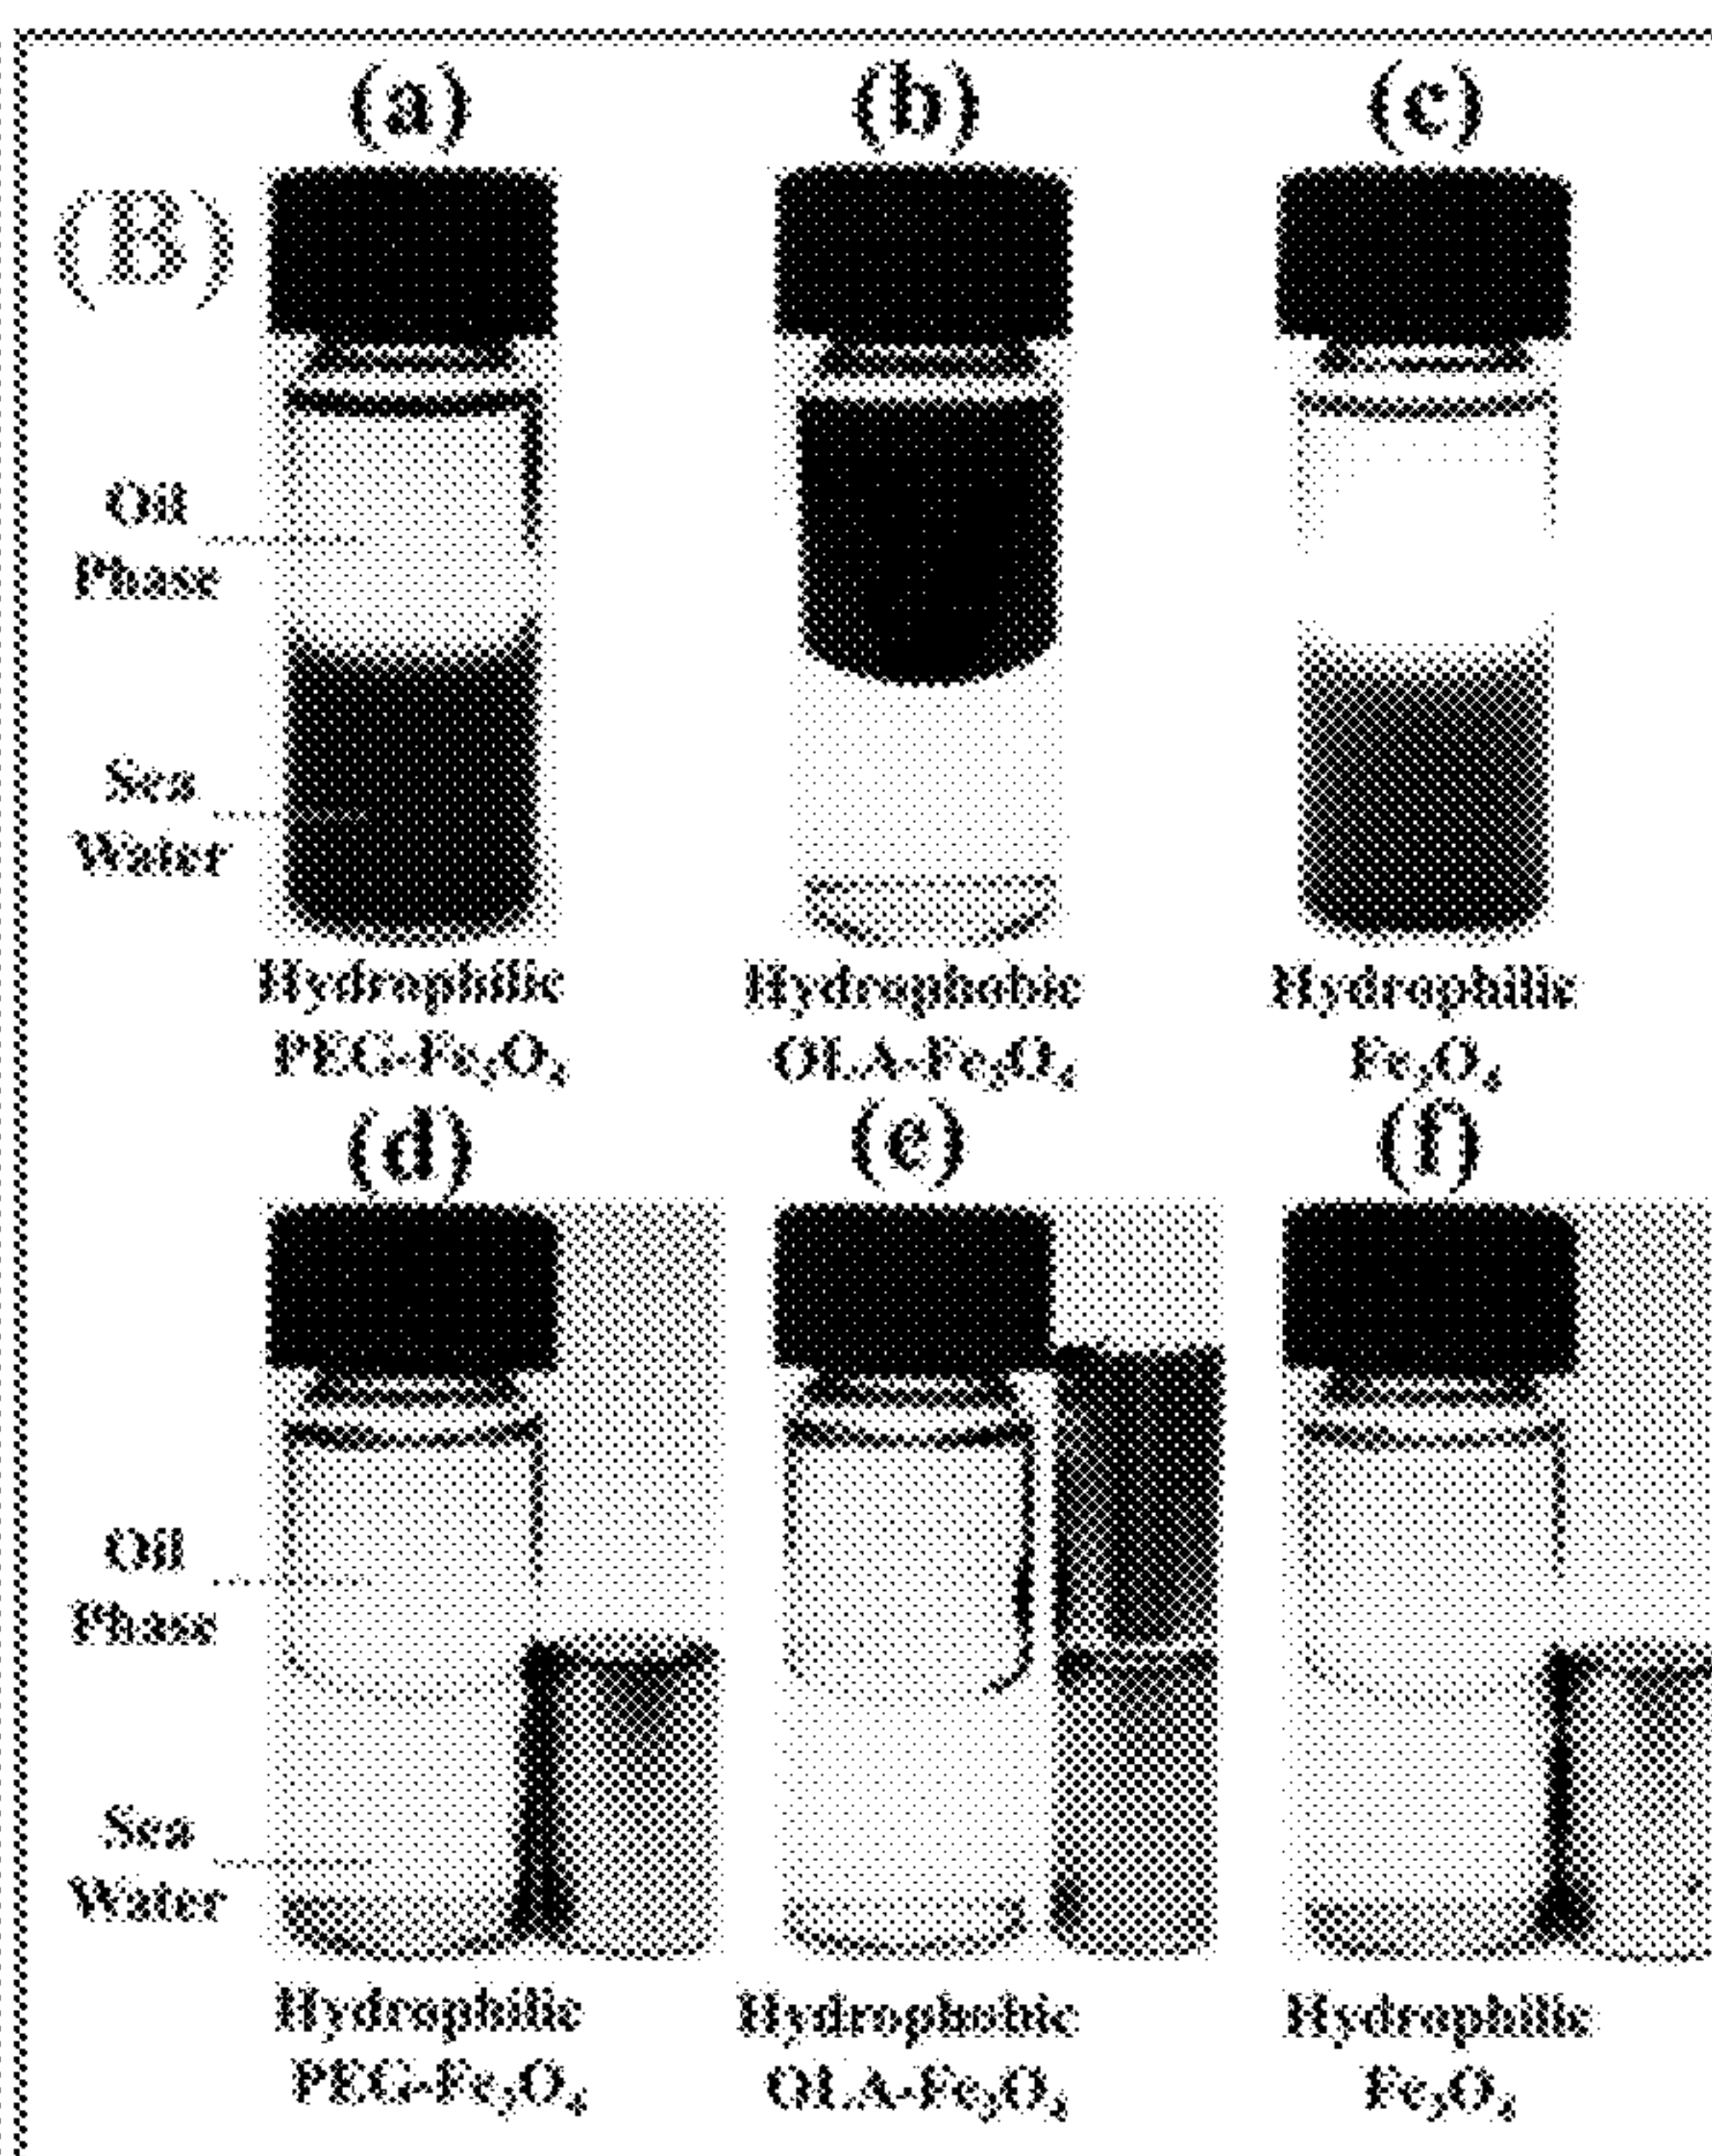 (a) (b) (c)
(B)
Oil
Phase
Sea
Water
Hydrophilic Hydrophobic Hydrophilic
PEG-Fe₃O₄ OLA-Fe₃O₄ Fe₃O₄
(d) (e) (f)
Oil
Phase
Sea
Water
Hydrophilic Hydrophobic Hydrophilic
PEG-Fe₃O₄ OLA-Fe₃O₄ Fe₃O₄